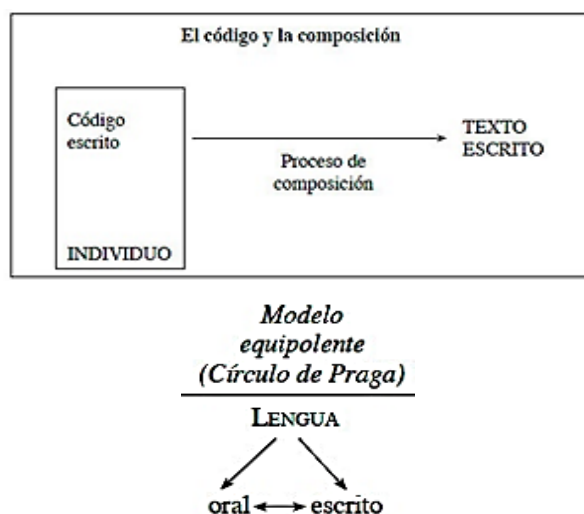 El código y la composición
Código
escrito
TEXTO
ESCRITO
Proceso de
composición
INDIVIDUO
Modelo
equipolente
(Círculo de Praga)
LENGUA
oral escrito